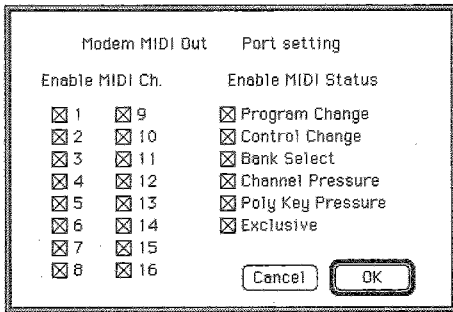 Modem MIDI Out Port setting
Enable MIDI Ch. Enable MIDI Status
1 9 Program Change
2 10 Control Change
3 11 Bank Select
4 12 Channel Pressure
5 13 Poly Key Pressure
6 14 Exclusive
7 15
8 16
Cancel OK